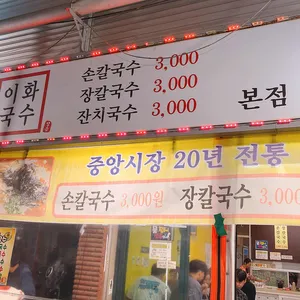 이화
국수
손칼국수 3,000
장칼국수 3,000
잔치국수 3,000
본점
중앙시장 20년 전통
손칼국수 3,000원 장칼국수 3,000